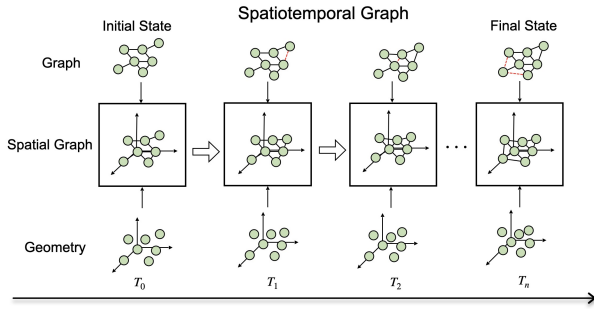 Spatiotemporal Graph
Initial State
Final State
Graph
Spatial Graph
. . .
Geometry
T0
T1
T2
Tn